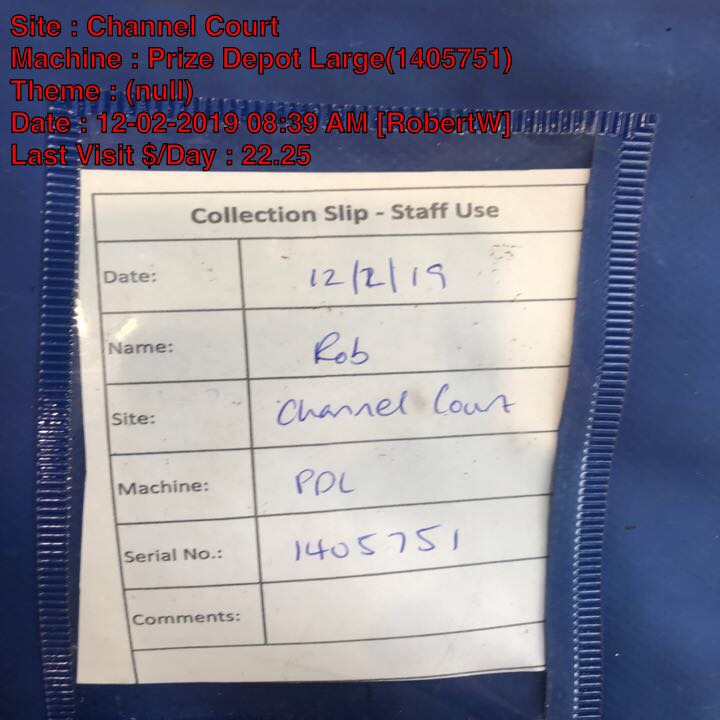 Site : Channel Court
Machine : Prize Depot Large(1405751)
Theme : (null)
Date : 12-02-2019 08:39 AM [RobertW]
Last Visit $/Day : 22.25
Collection Slip - Staff Use
Date: 12/2/19
Name: Rob
Site: Channel Court
Machine: PDL
Serial No.: 1405751
Comments: